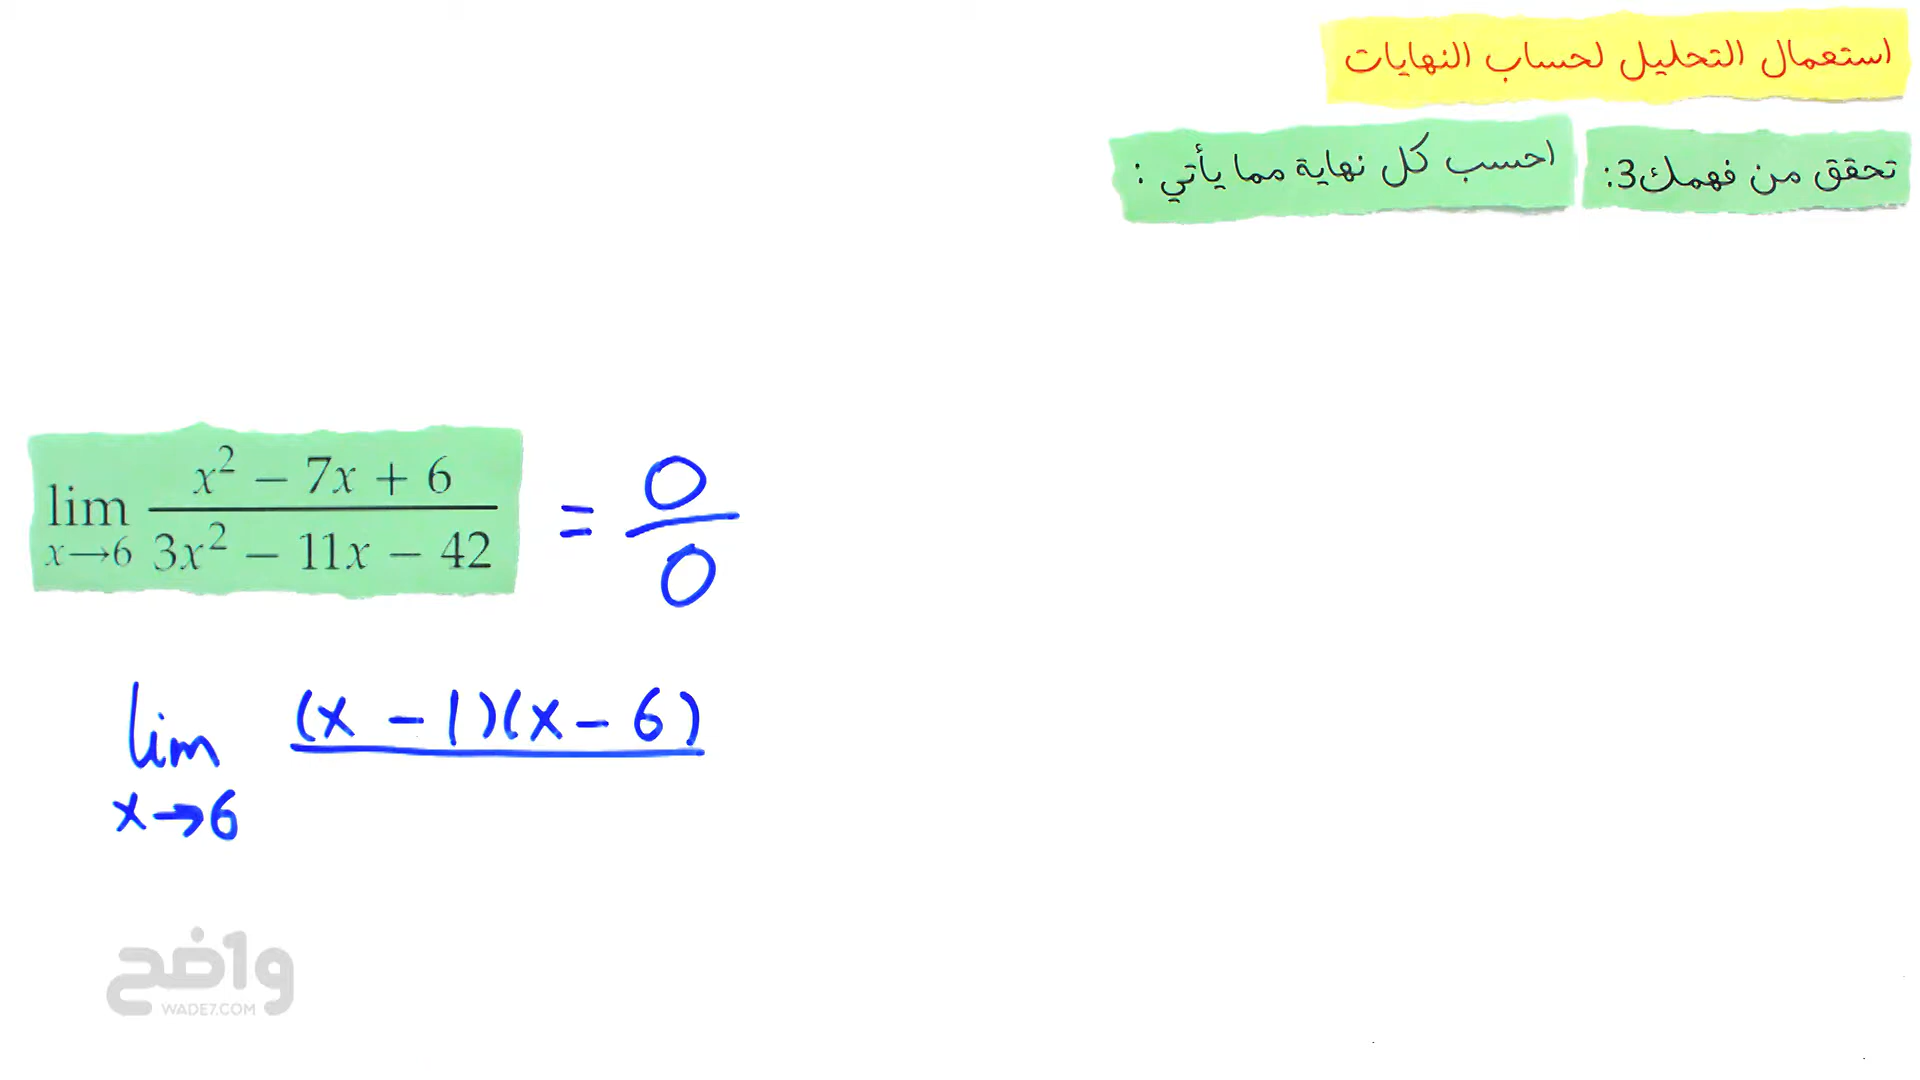 استعمال التحليل لحساب النهايات
تحقق من فهمك3: احسب كل نهاية مما يأتي :
lim x→6 (x² − 7x + 6)/(3x² − 11x − 42) = 0/0
lim x→6 (x − 1)(x − 6)
واضح
WADE7.COM